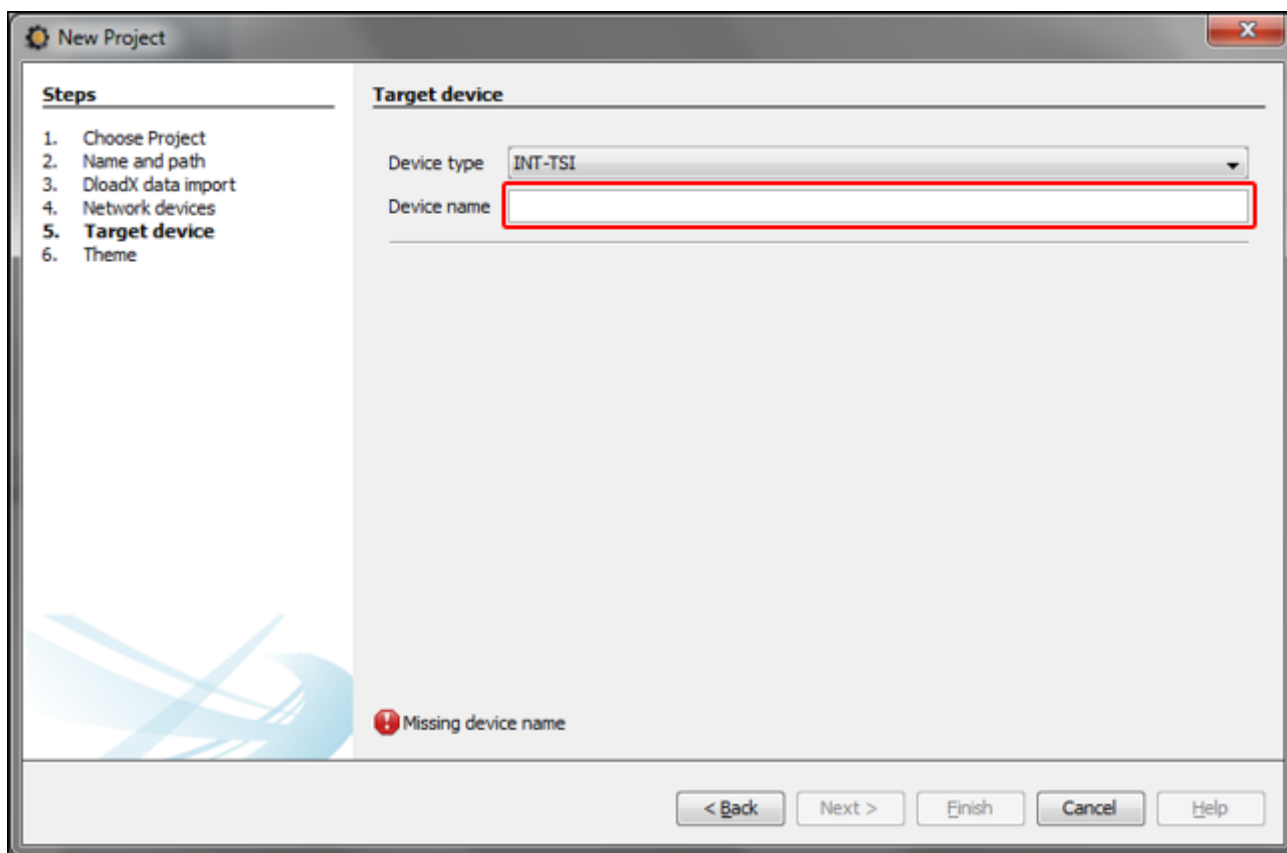 New Project
Steps
1. Choose Project
2. Name and path
3. DloadX data import
4. Network devices
5. Target device
6. Theme
Target device
Device type INT-TSI
Device name
Missing device name
< Back Next > Finish Cancel Help